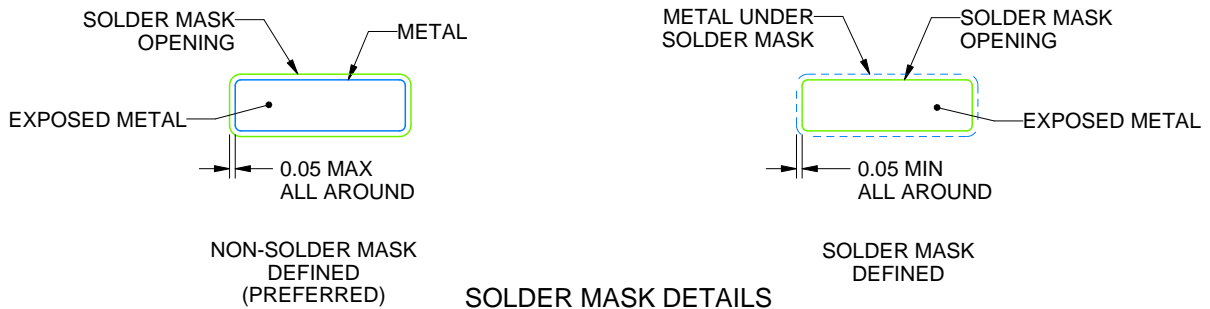 SOLDER MASK
OPENING
METAL
EXPOSED METAL
0.05 MAX
ALL AROUND
NON-SOLDER MASK
DEFINED
(PREFERRED)
METAL UNDER
SOLDER MASK
SOLDER MASK
OPENING
EXPOSED METAL
0.05 MIN
ALL AROUND
SOLDER MASK
DEFINED
SOLDER MASK DETAILS